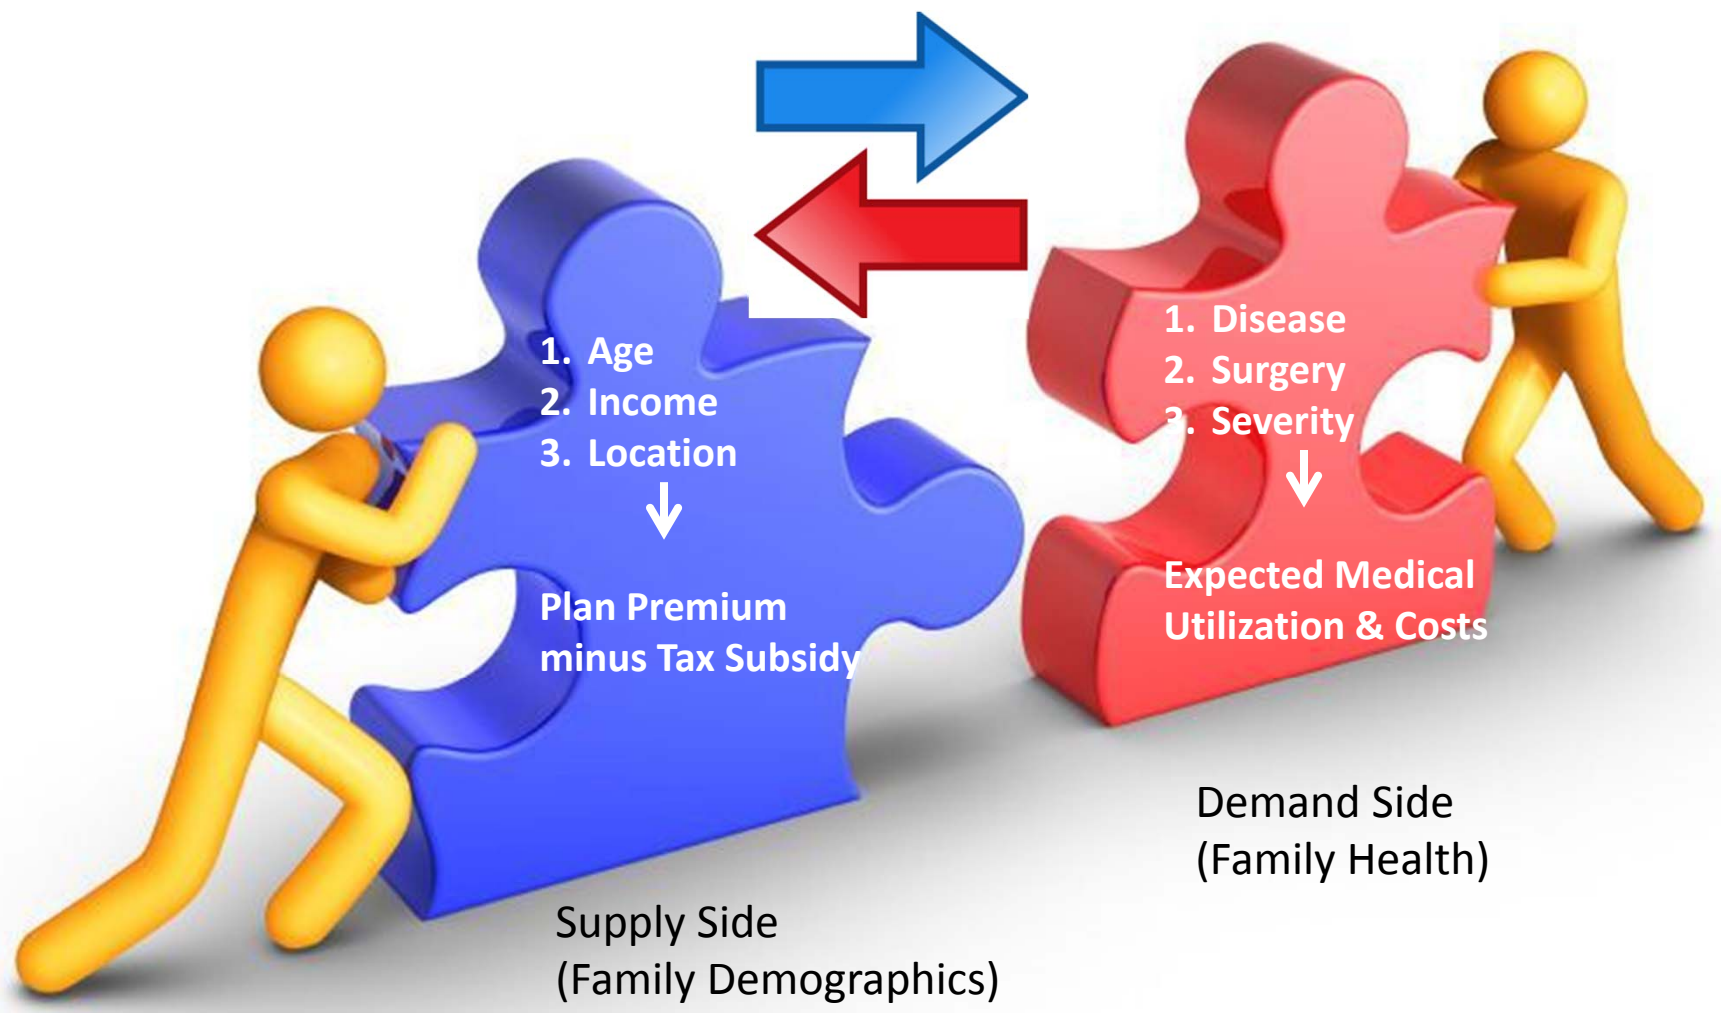 1. Age
2. Income
3. Location
Plan Premium
minus Tax Subsidy
Supply Side
(Family Demographics)
1. Disease
2. Surgery
3. Severity
Expected Medical
Utilization & Costs
Demand Side
(Family Health)